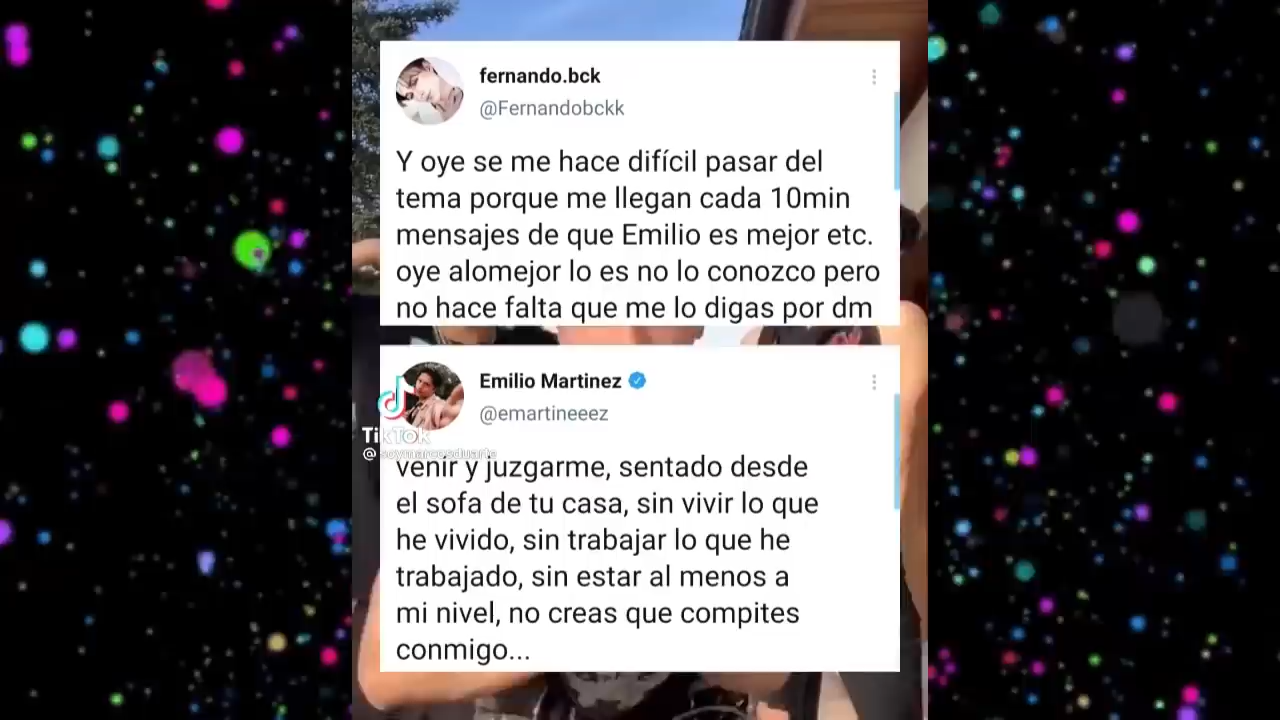 fernando.bck
@Fernandobckk
Y oye se me hace difícil pasar del
tema porque me llegan cada 10min
mensajes de que Emilio es mejor etc.
oye alomejor lo es no lo conozco pero
no hace falta que me lo digas por dm
Emilio Martinez
@emartineeez
TikTok
@soymarcosduarte
venir y juzgarme, sentado desde
el sofa de tu casa, sin vivir lo que
he vivido, sin trabajar lo que he
trabajado, sin estar al menos a
mi nivel, no creas que compites
conmigo...